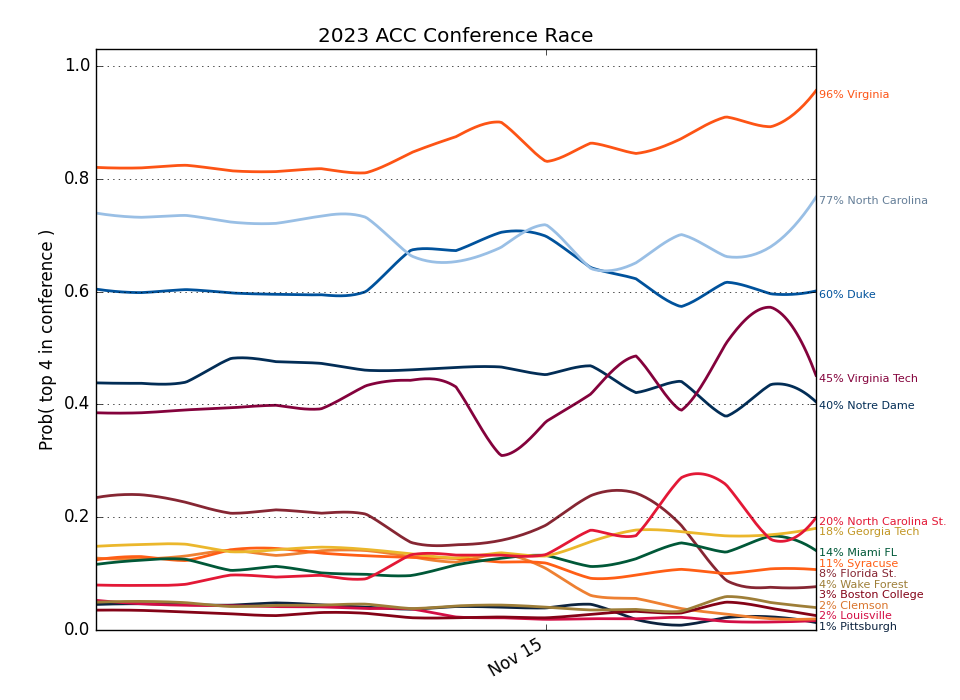 2023 ACC Conference Race
1.0
0.8
0.6
0.4
0.2
0.0
Prob( top 4 in conference )
Nov 15
96% Virginia
77% North Carolina
60% Duke
45% Virginia Tech
40% Notre Dame
20% North Carolina St.
18% Georgia Tech
14% Miami FL
11% Syracuse
8% Florida St.
4% Wake Forest
3% Boston College
2% Clemson
2% Louisville
1% Pittsburgh